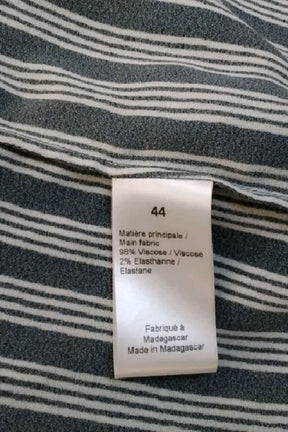 44
Matière principale /
Main fabric
98% Viscose / Viscose
2% Elasthanne /
Elastane
Fabriqué à
Madagascar
Made in Madagascar